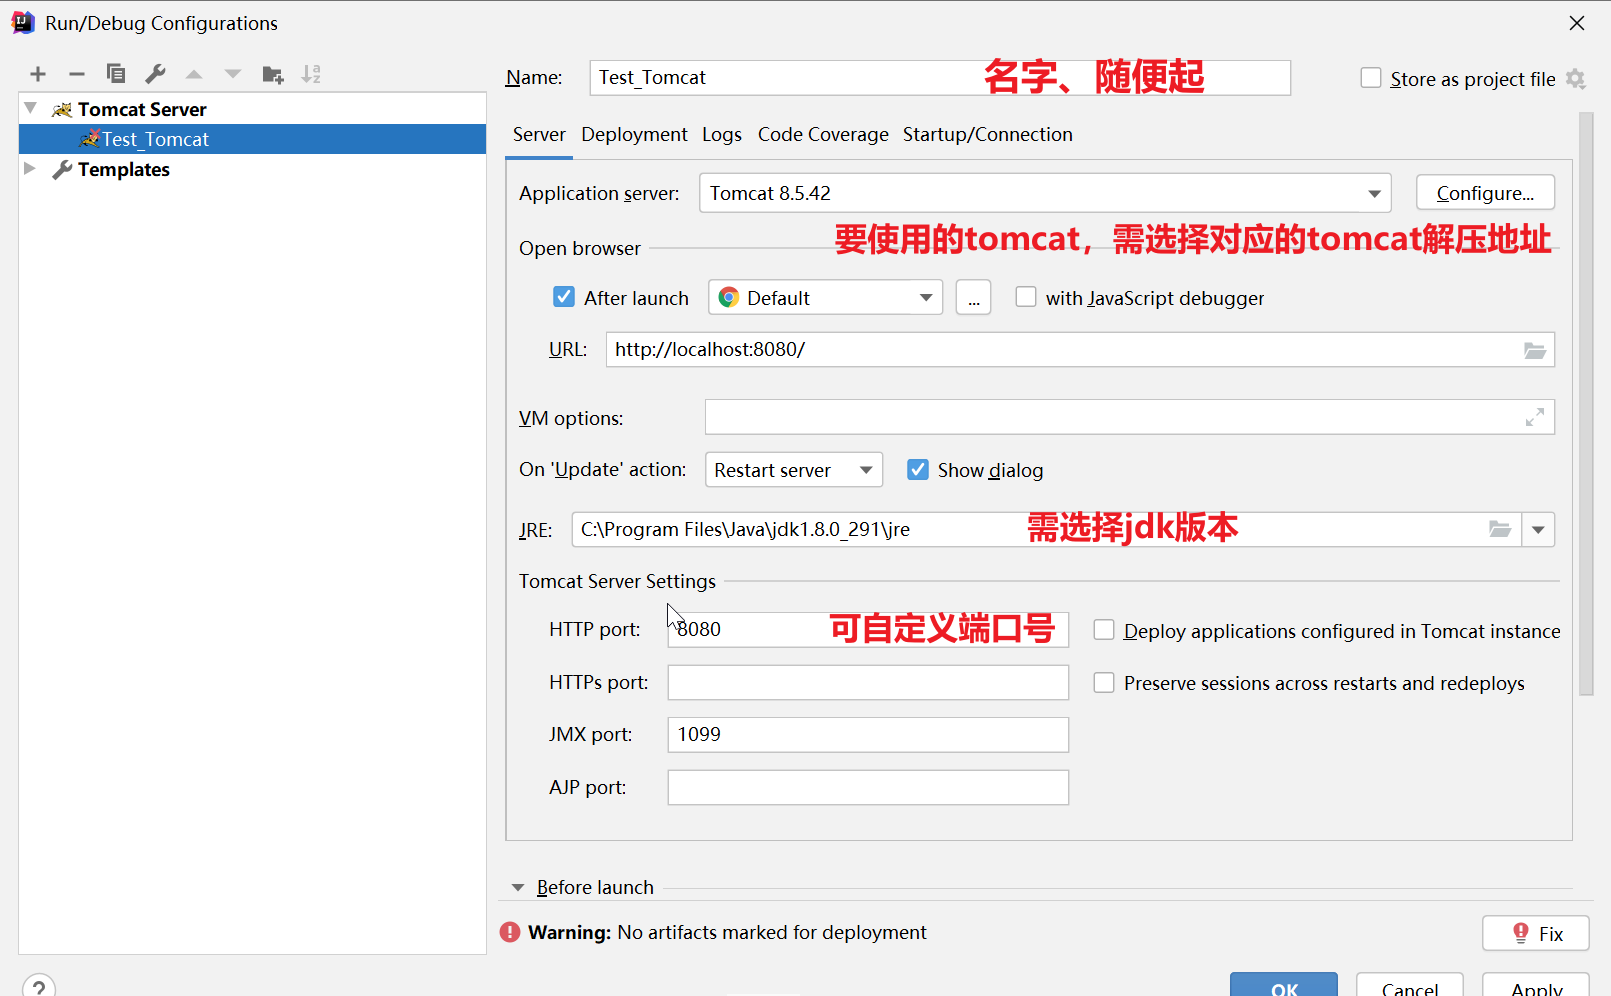 Run/Debug Configurations
Name: Test_Tomcat 名字、随便起 Store as project file
Tomcat Server
Test_Tomcat
Templates
Server Deployment Logs Code Coverage Startup/Connection
Application server: Tomcat 8.5.42 Configure...
要使用的tomcat，需选择对应的tomcat解压地址
Open browser
After launch Default ... with JavaScript debugger
URL: http://localhost:8080/
VM options:
On 'Update' action: Restart server Show dialog
JRE: C:\Program Files\Java\jdk1.8.0_291\jre 需选择jdk版本
Tomcat Server Settings
HTTP port: 8080 可自定义端口号 Deploy applications configured in Tomcat instance
HTTPs port: Preserve sessions across restarts and redeploys
JMX port: 1099
AJP port:
Before launch
Warning: No artifacts marked for deployment Fix
? OK Cancel Apply